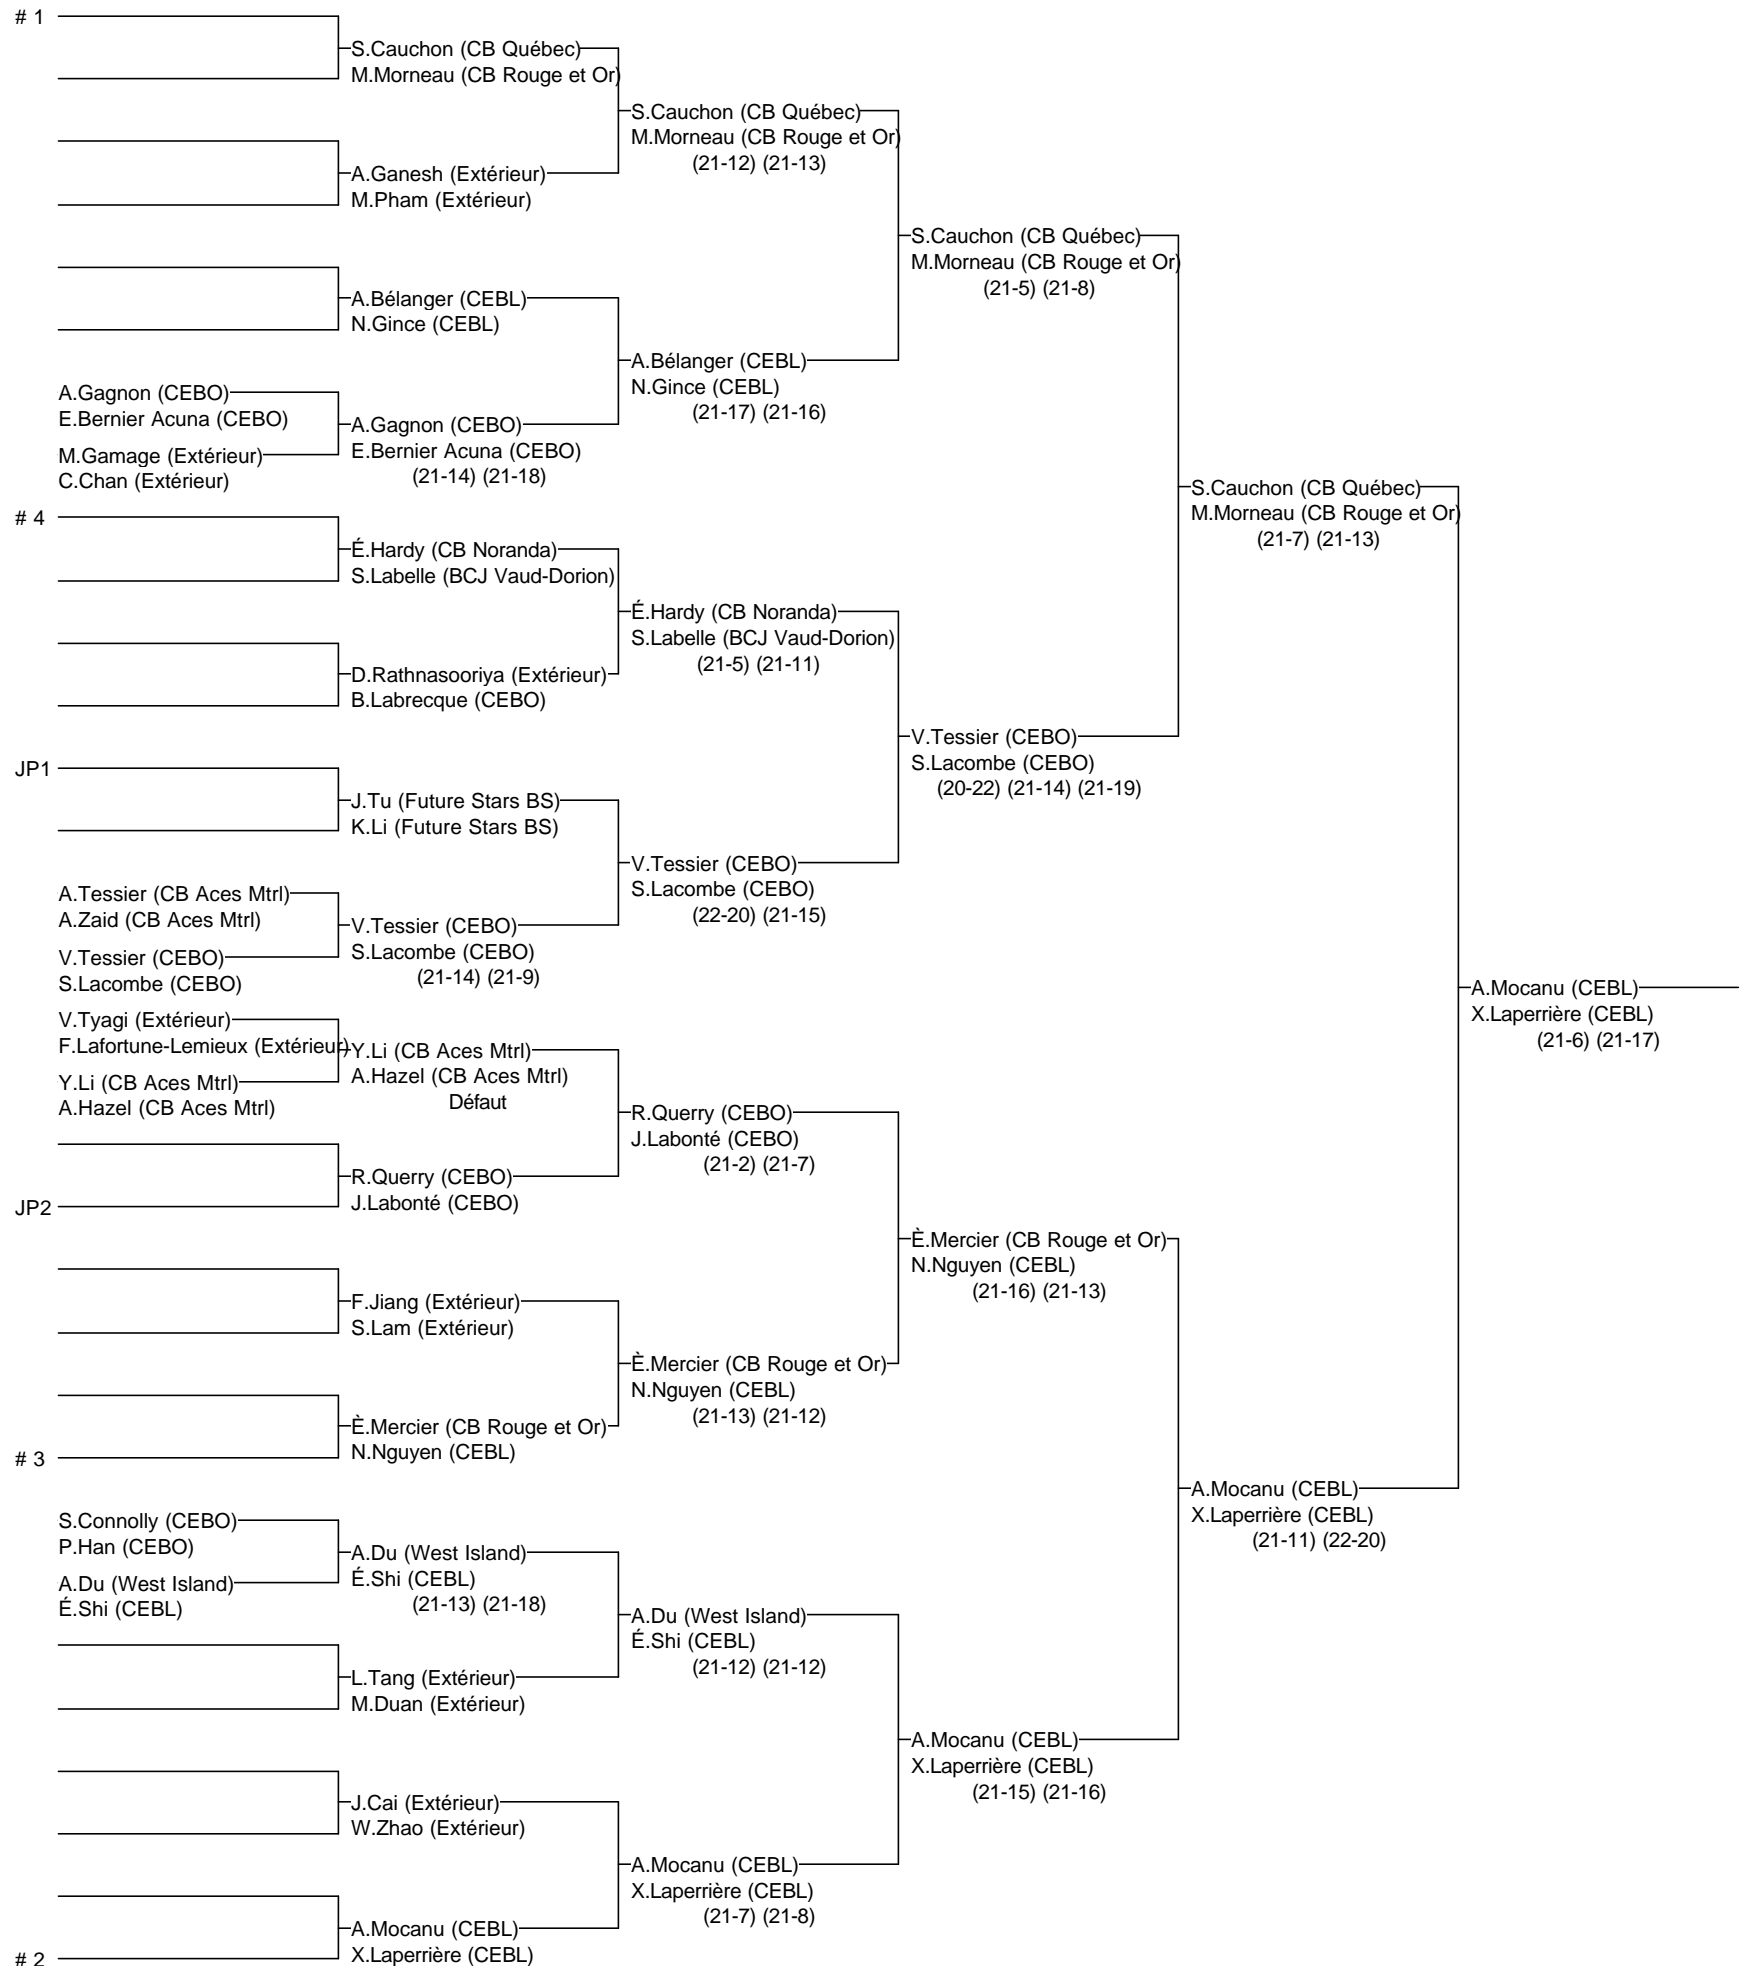 # 1
S.Cauchon (CB Québec)
M.Morneau (CB Rouge et Or)
S.Cauchon (CB Québec)
M.Morneau (CB Rouge et Or)
(21-12) (21-13)
A.Ganesh (Extérieur)
M.Pham (Extérieur)
S.Cauchon (CB Québec)
M.Morneau (CB Rouge et Or)
(21-5) (21-8)
A.Bélanger (CEBL)
N.Gince (CEBL)
A.Bélanger (CEBL)
N.Gince (CEBL)
(21-17) (21-16)
A.Gagnon (CEBO)
E.Bernier Acuna (CEBO)
A.Gagnon (CEBO)
E.Bernier Acuna (CEBO)
(21-14) (21-18)
M.Gamage (Extérieur)
C.Chan (Extérieur)
S.Cauchon (CB Québec)
M.Morneau (CB Rouge et Or)
(21-7) (21-13)
# 4
É.Hardy (CB Noranda)
S.Labelle (BCJ Vaud-Dorion)
É.Hardy (CB Noranda)
S.Labelle (BCJ Vaud-Dorion)
(21-5) (21-11)
D.Rathnasooriya (Extérieur)
B.Labrecque (CEBO)
V.Tessier (CEBO)
S.Lacombe (CEBO)
(20-22) (21-14) (21-19)
JP1
J.Tu (Future Stars BS)
K.Li (Future Stars BS)
V.Tessier (CEBO)
S.Lacombe (CEBO)
(22-20) (21-15)
A.Tessier (CB Aces Mtrl)
A.Zaid (CB Aces Mtrl)
V.Tessier (CEBO)
S.Lacombe (CEBO)
(21-14) (21-9)
V.Tessier (CEBO)
S.Lacombe (CEBO)
A.Mocanu (CEBL)
X.Laperrière (CEBL)
(21-6) (21-17)
V.Tyagi (Extérieur)
F.Lafortune-Lemieux (Extérieur)
Y.Li (CB Aces Mtrl)
A.Hazel (CB Aces Mtrl)
Défaut
Y.Li (CB Aces Mtrl)
A.Hazel (CB Aces Mtrl)
R.Querry (CEBO)
J.Labonté (CEBO)
(21-2) (21-7)
R.Querry (CEBO)
J.Labonté (CEBO)
JP2
È.Mercier (CB Rouge et Or)
N.Nguyen (CEBL)
(21-16) (21-13)
F.Jiang (Extérieur)
S.Lam (Extérieur)
È.Mercier (CB Rouge et Or)
N.Nguyen (CEBL)
(21-13) (21-12)
È.Mercier (CB Rouge et Or)
N.Nguyen (CEBL)
# 3
A.Mocanu (CEBL)
X.Laperrière (CEBL)
(21-11) (22-20)
S.Connolly (CEBO)
P.Han (CEBO)
A.Du (West Island)
É.Shi (CEBL)
(21-13) (21-18)
A.Du (West Island)
É.Shi (CEBL)
A.Du (West Island)
É.Shi (CEBL)
(21-12) (21-12)
L.Tang (Extérieur)
M.Duan (Extérieur)
A.Mocanu (CEBL)
X.Laperrière (CEBL)
(21-15) (21-16)
J.Cai (Extérieur)
W.Zhao (Extérieur)
A.Mocanu (CEBL)
X.Laperrière (CEBL)
(21-7) (21-8)
A.Mocanu (CEBL)
X.Laperrière (CEBL)
# 2